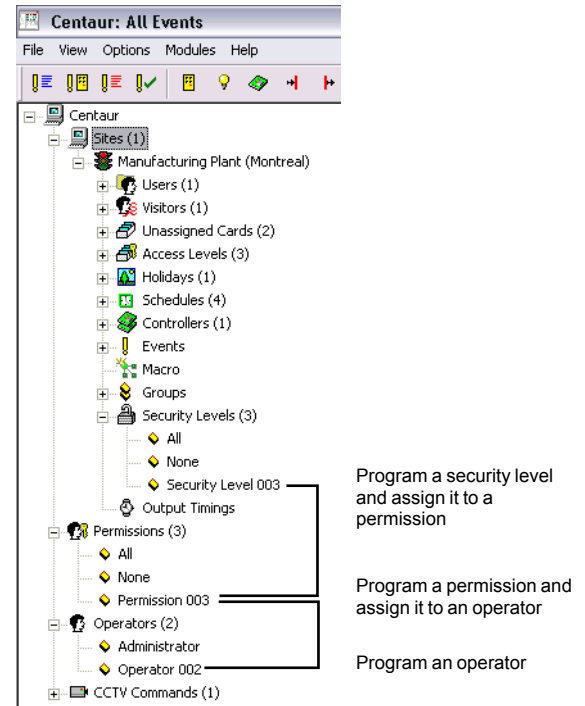 Centaur: All Events
File View Options Modules Help
Centaur
Sites (1)
Manufacturing Plant (Montreal)
Users (1)
Visitors (1)
Unassigned Cards (2)
Access Levels (3)
Holidays (1)
Schedules (4)
Controllers (1)
Events
Macro
Groups
Security Levels (3)
All
None
Security Level 003
Output Timings
Permissions (3)
All
None
Permission 003
Operators (2)
Administrator
Operator 002
CCTV Commands (1)
Program a security level
and assign it to a
permission
Program a permission and
assign it to an operator
Program an operator